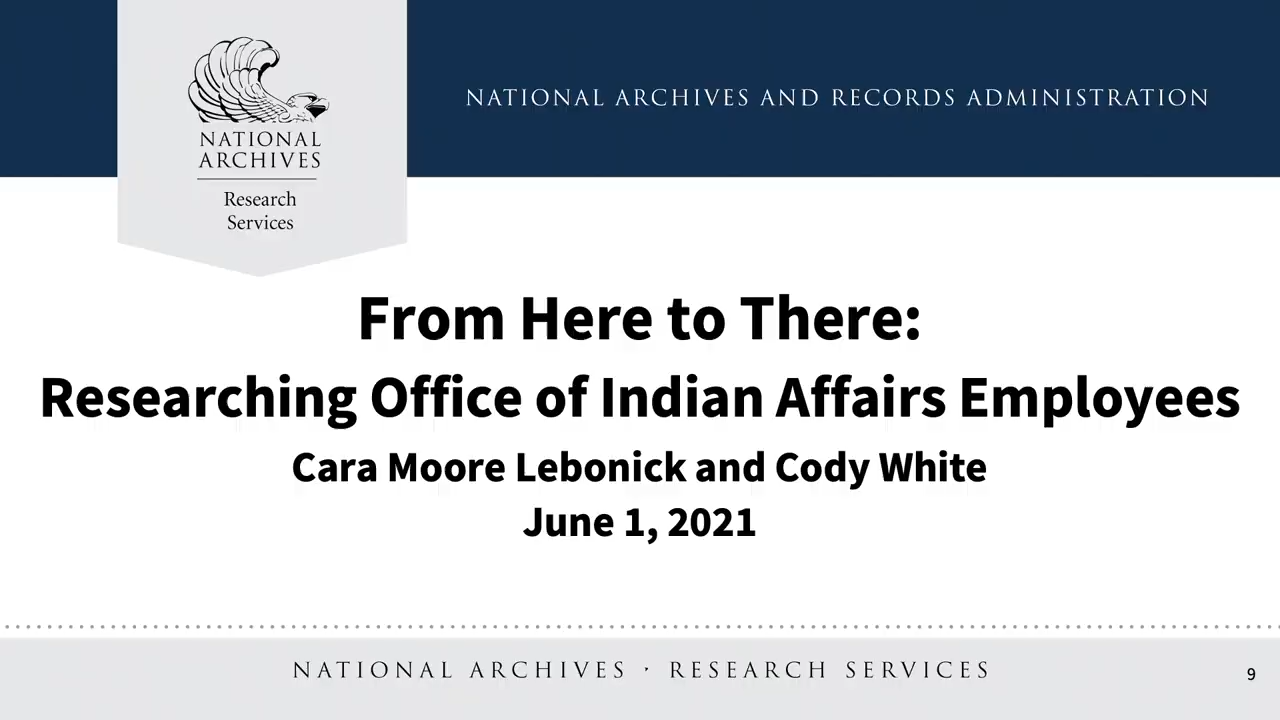 NATIONAL ARCHIVES
Research Services
NATIONAL ARCHIVES AND RECORDS ADMINISTRATION
From Here to There:
Researching Office of Indian Affairs Employees
Cara Moore Lebonick and Cody White
June 1, 2021
NATIONAL ARCHIVES · RESEARCH SERVICES
9